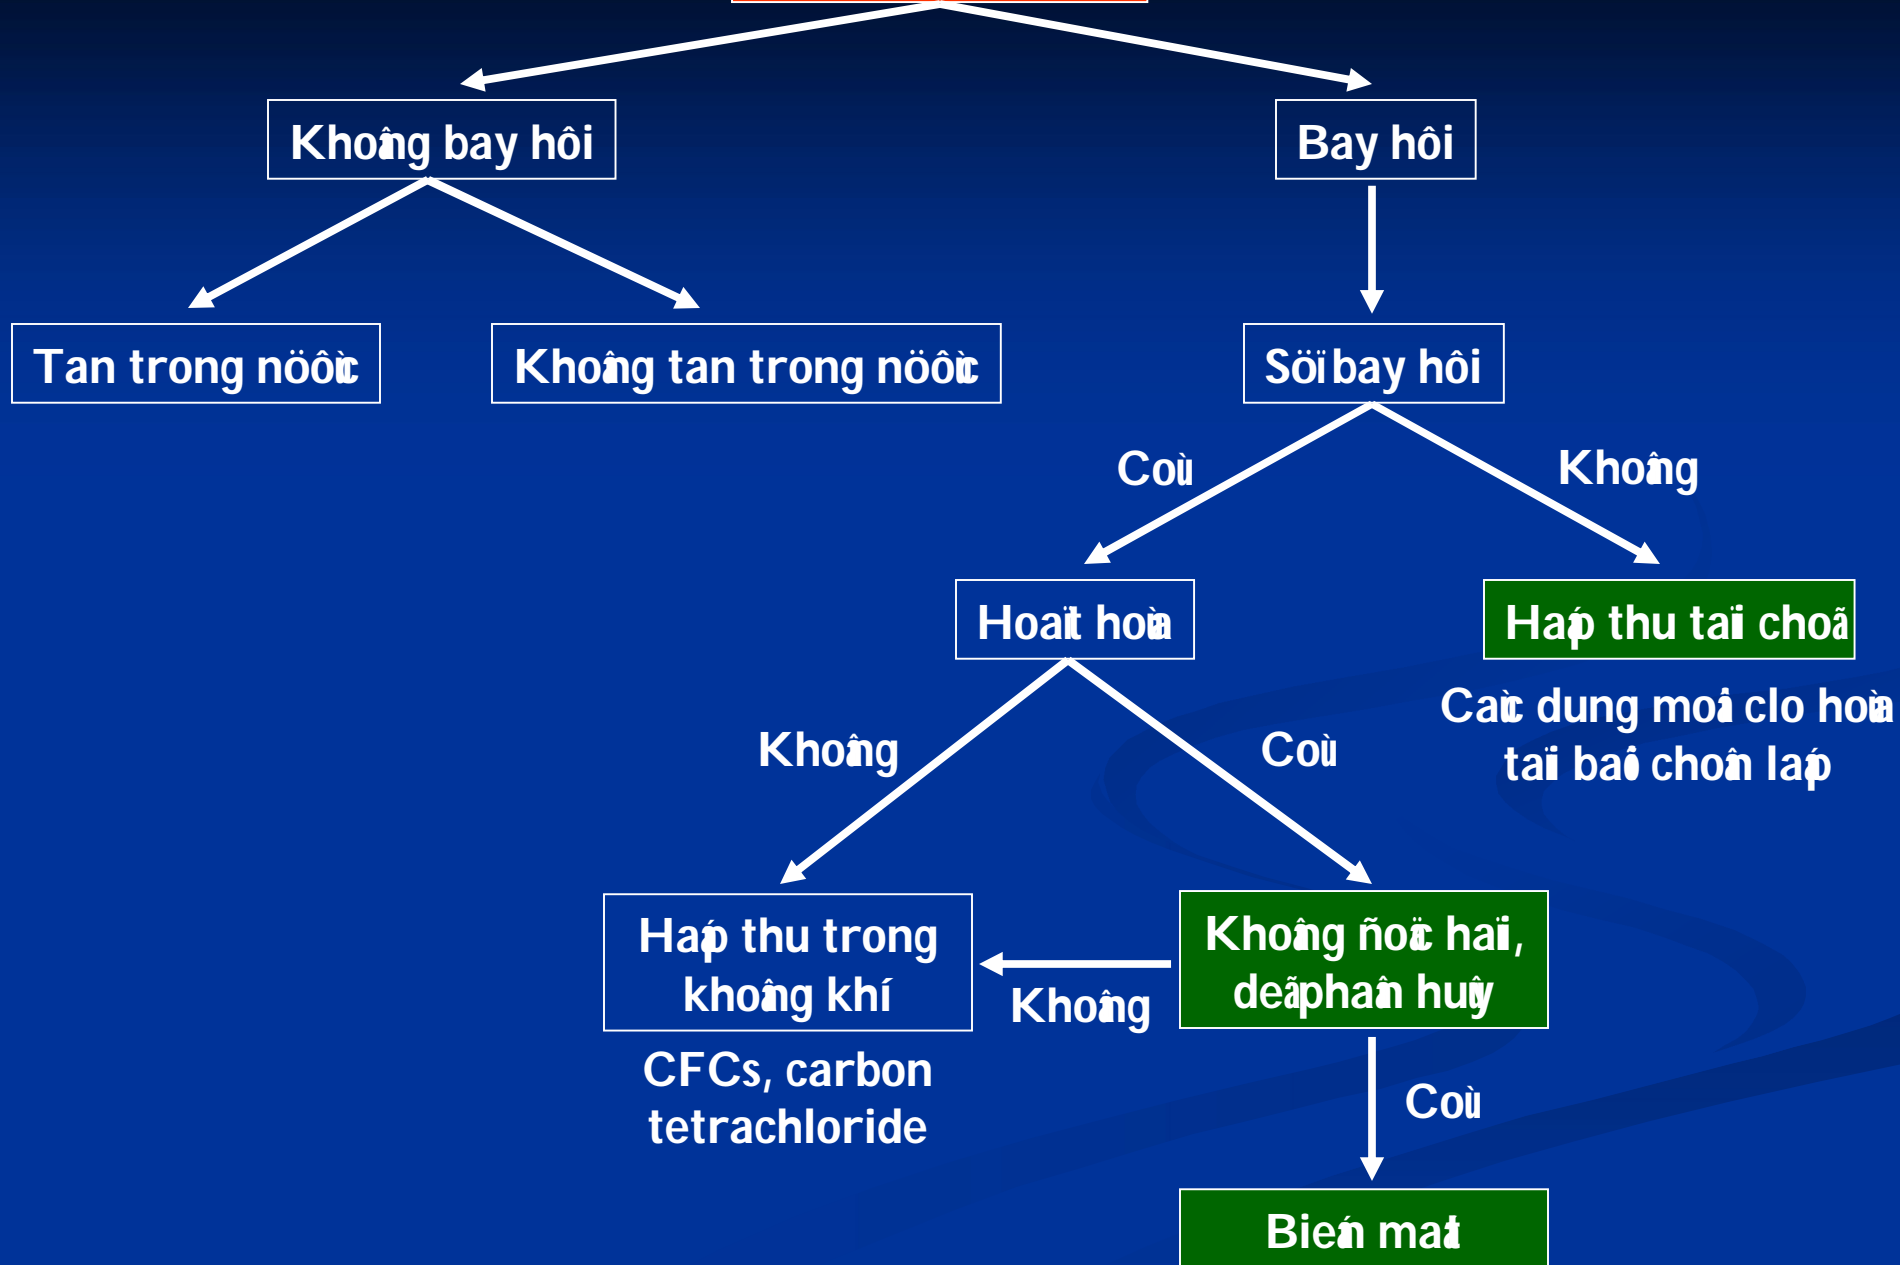 Khoâng bay hôi
Bay hôi
Tan trong nöôùc
Khoâng tan trong nöôùc
Söï bay hôi
Coù
Khoâng
Hoaït hoùa
Haáp thu taïi choã
Caùc dung moâi clo hoùa
taïi baõi choân laáp
Khoâng
Coù
Haáp thu trong
khoâng khí
Khoâng
Khoâng ñoäc haïi,
deã phaân huûy
CFCs, carbon
tetrachloride
Coù
Bieán maát